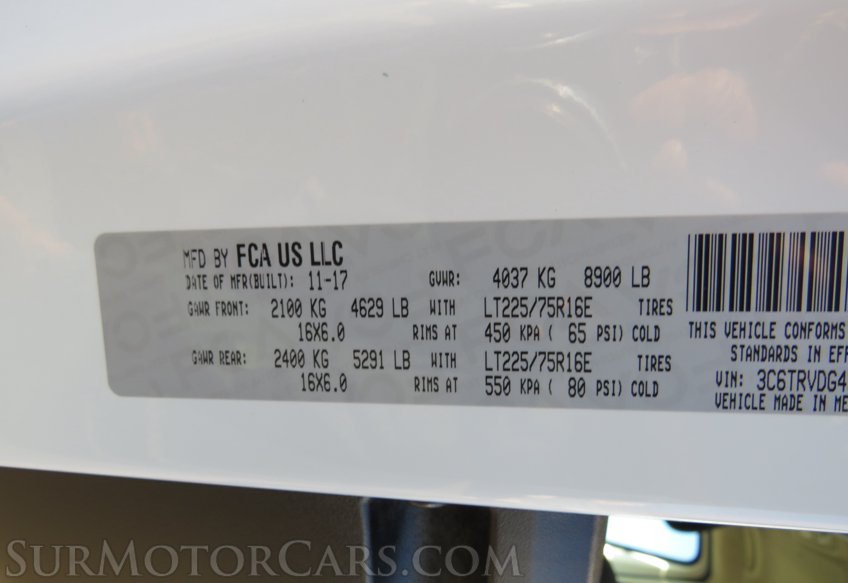 MFD BY FCA US LLC
DATE OF MFR(BUILT): 11-17 GVWR: 4037 KG 8900 LB
GAWR FRONT: 2100 KG 4629 LB WITH LT225/75R16E TIRES
16X6.0 RIMS AT 450 KPA ( 65 PSI) COLD
GAWR REAR: 2400 KG 5291 LB WITH LT225/75R16E TIRES
16X6.0 RIMS AT 550 KPA ( 80 PSI) COLD
THIS VEHICLE CONFORMS
STANDARDS IN EFF
VIN: 3C6TRVDG4
VEHICLE MADE IN ME
SURMOTORCARS.COM